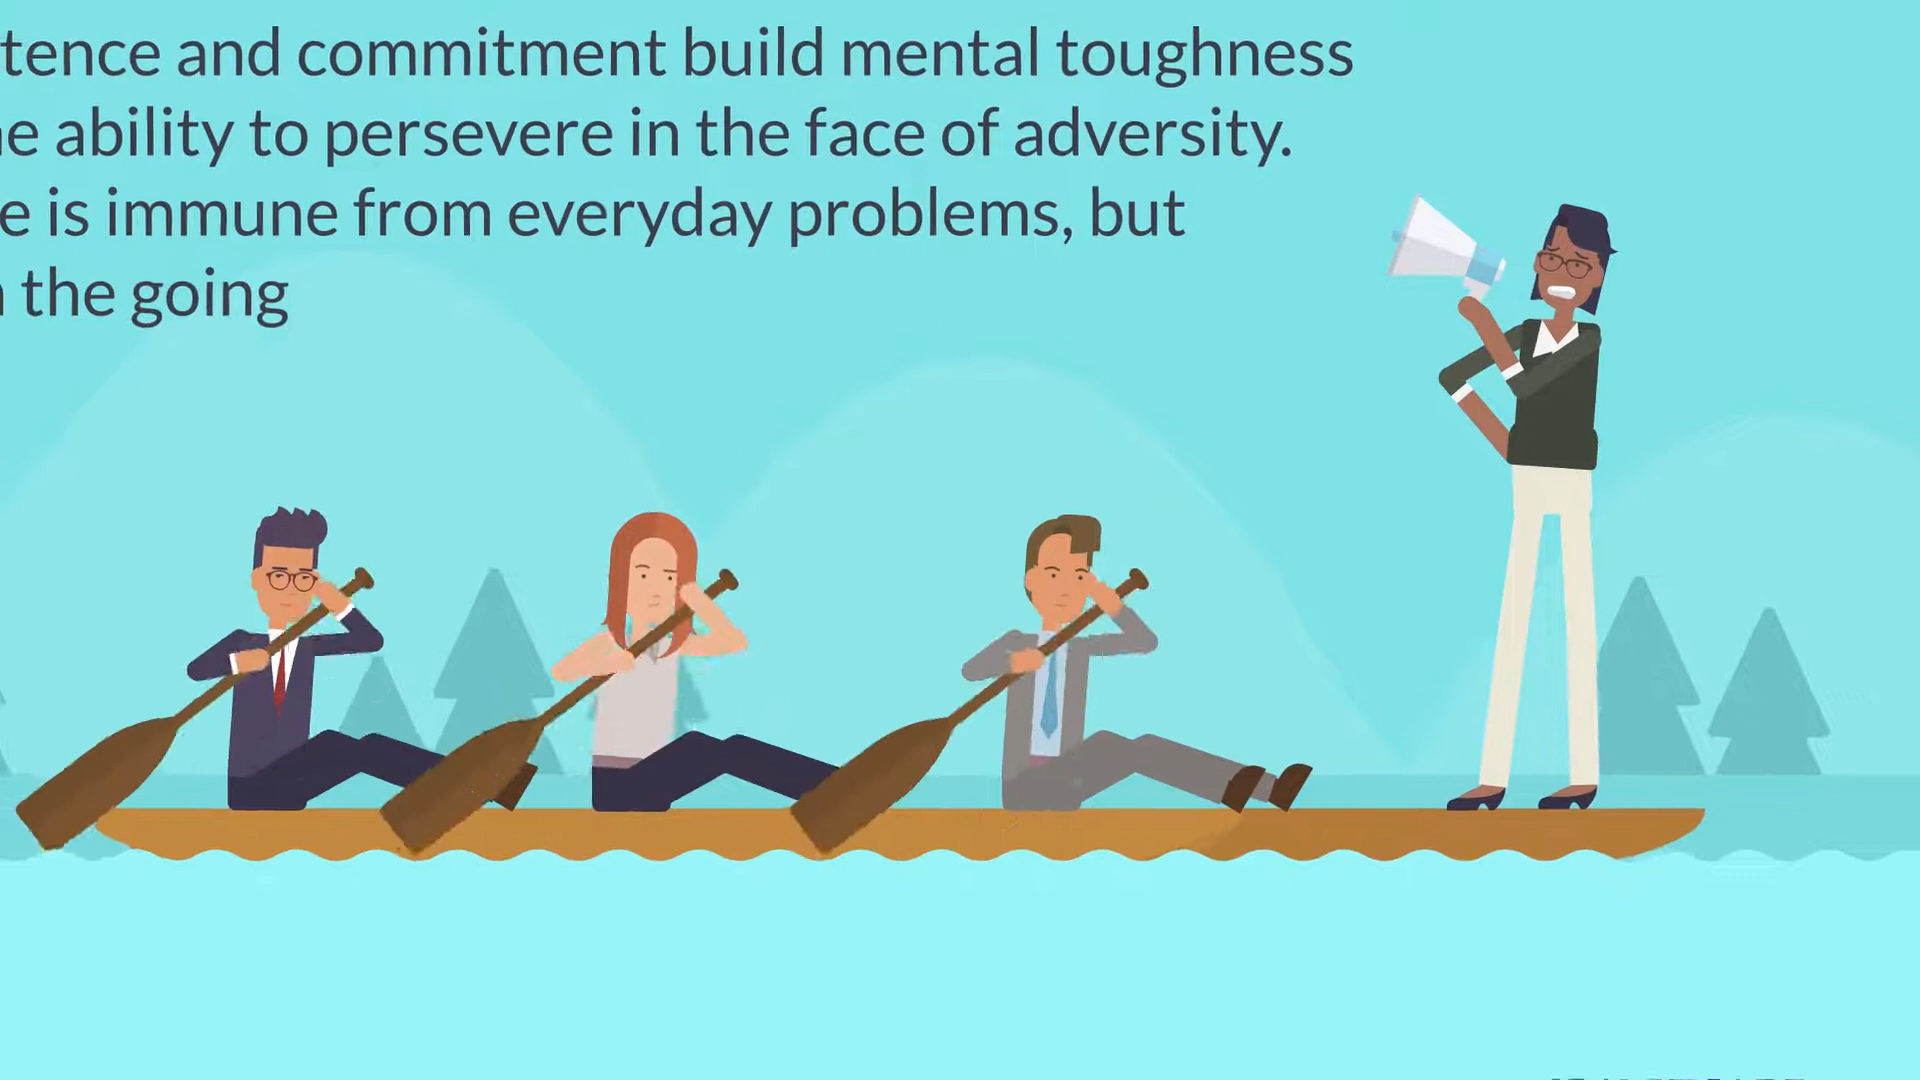 tence and commitment build mental toughness
e ability to persevere in the face of adversity.
e is immune from everyday problems, but
the going